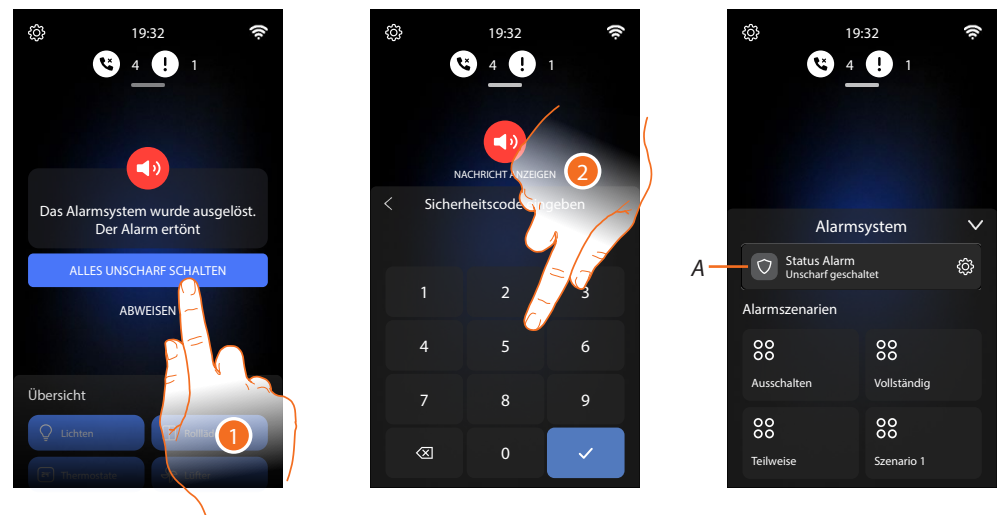 19:32
4
1
Das Alarmsystem wurde ausgelöst.
Der Alarm ertönt
ALLES UNSCHARF SCHALTEN
ABWEISEN
Übersicht
Lichten
Rollläd
Thermostate
Lüfter
1
19:32
4
1
NACHRICHT ANZEIGEN
2
Sicherheitscode eingeben
1
2
3
4
5
6
7
8
9
0
19:32
4
1
Alarmsystem
A
Status Alarm
Unscharf geschaltet
Alarmszenarien
Ausschalten
Vollständig
Teilweise
Szenario 1